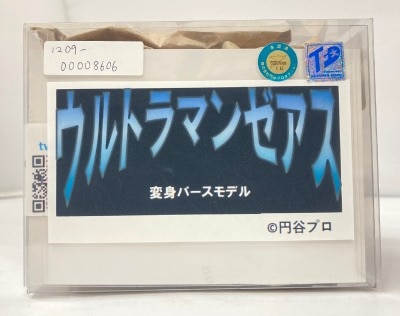 1209-
00008606
ウルトラマンゼアス
変身バースモデル
©円谷プロ